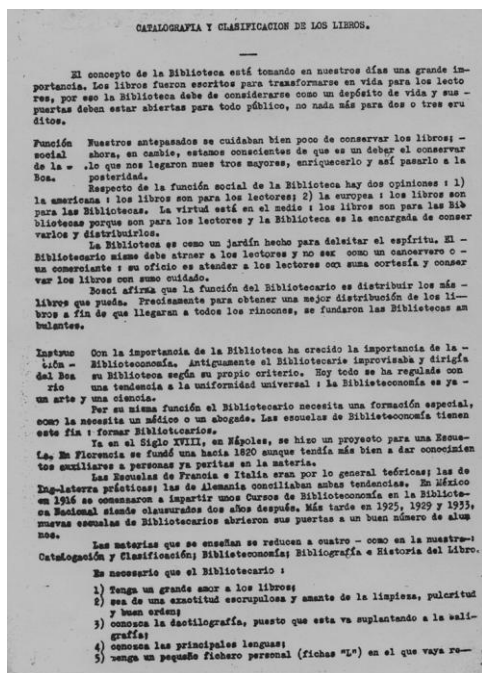 CATALOGRAFIA Y CLASIFICACION DE LOS LIBROS.
El concepto de la Biblioteca está tomando en nuestros días una grande im-
portancia. Los libros fueron escritos para transformarse en vida para los lecto
res, por eso la Biblioteca debe de considerarse como un depósito de vida y sus -
puertas deben estar abiertas para todo público, no nada más para dos o tres eru
ditos.
Función Nuestros antepasados se cuidaban bien poco de conservar los libros; -
social ahora, en cambie, estamos conscientes de que es un deber el conservar
de la - .lo que nos legaron nues tros mayores, enriquecerlo y así pasarlo a la
Boa. posteridad.
Respecto de la función social de la Biblioteca hay dos opiniones : 1)
la americana : los libros son para los lectores; 2) la europea : los libros son
para las Bibliotecas. La virtud está en el medio : los libros son para las Bib
bliotecas porque son para los lectores y la Biblioteca es la encargada de conser
varlos y distribuirlos.
La Biblioteca es como un jardín hecho para deleitar el espíritu. El -
Bibliotecario mismo debe atraer a los lectores y no ser como un cancervero o -
un comerciante : su oficio es atender a los lectores con suma cortesía y conser
var los libros con sumo cuidado.
Bosci afirma que la función del Bibliotecario es distribuir los más -
libros que pueda. Precisamente para obtener una mejor distribución de los li-
bros a fin de que llegaran a todos los rincones, se fundaron las Bibliotecas am
bulantes.
Instruc Con la importancia de la Biblioteca ha crecido la importancia de la -
ción - Biblioteconomía. Antiguamente el Bibliotecario improvisaba y dirigía
del Boa su Biblioteca según su propio criterio. Hoy todo se ha regulado con
rio una tendencia a la uniformidad universal : La Biblioteconomía es ya -
un arte y una ciencia.
Por su misma función el Bibliotecario necesita una formación especial,
como la necesita un médico o un abogado. Las escuelas de Biblioteconomía tienen
este fin : formar Bibliotecarios.
Ya en el Siglo XVIII, en Nápoles, se hizo un proyecto para una Escue-
la. En Florencia se fundó una hacia 1820 aunque tendía más bien a dar conocimien
tos auxiliares a personas ya peritas en la materia.
Las Escuelas de Francia e Italia eran por lo general teóricas; las de
Inglaterra prácticas; las de Alemania conciliaban ambas tendencias. En México
en 1916 se comenzaron a impartir unos Cursos de Biblioteconomía en la Bibliote-
ca Nacional siendo clausurados dos años después. Más tarde en 1925, 1929 y 1933,
nuevas escuelas de Bibliotecarios abrieron sus puertas a un buen número de alum
nos.
Las materias que se enseñan se reducen a cuatro - como en la nuestra-:
Catalogación y Clasificación; Biblioteconomía; Bibliografía e Historia del Libro.
Es necesario que el Bibliotecario :
1) Tenga un grande amor a los libros;
2) sea de una exactitud escrupulosa y amante de la limpieza, pulcritud
y buen orden;
3) conozca la dactilografía, puesto que esta va suplantando a la cali-
grafía;
4) conozca las principales lenguas;
5) tenga un pequeño fichero personal (fichas "L") en el que vaya re-